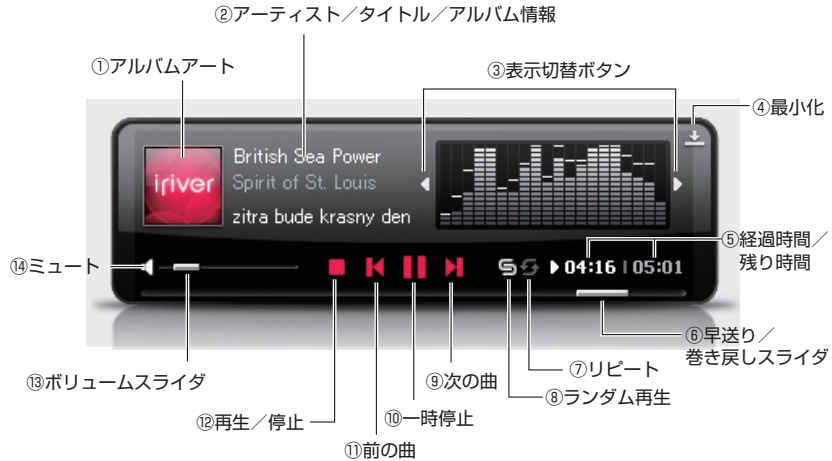 ②アーティスト／タイトル／アルバム情報
①アルバムアート
③表示切替ボタン
④最小化
iriver
British Sea Power
Spirit of St. Louis
zitra bude krasny den
⑤経過時間／
残り時間
⑭ミュート
04:16 | 05:01
⑥早送り／
巻き戻しスライダ
⑦リピート
⑬ボリュームスライダ
⑨次の曲
⑧ランダム再生
⑫再生／停止
⑩一時停止
⑪前の曲